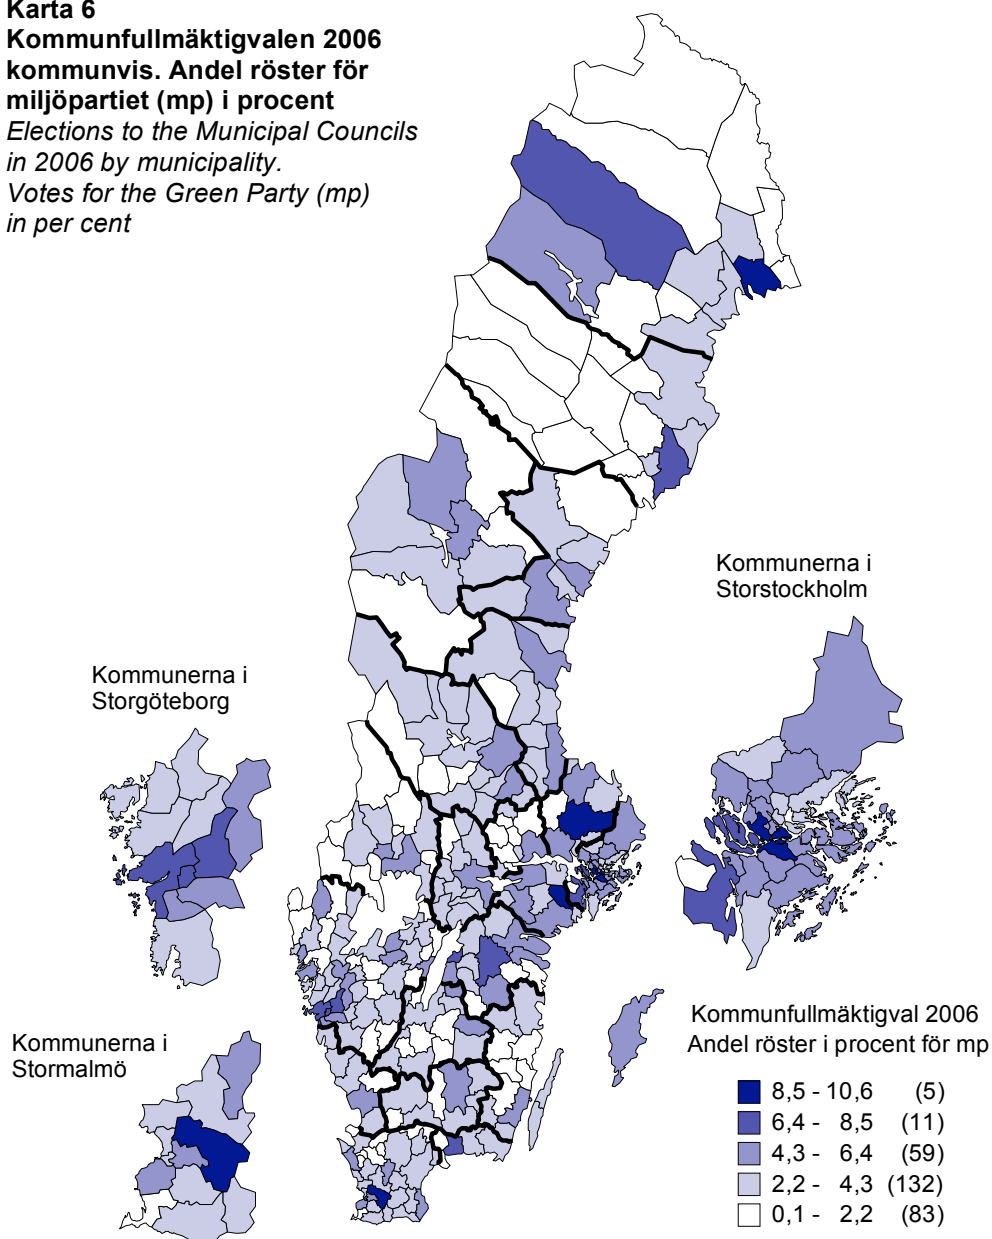 Karta 6
Kommunfullmäktigvalen 2006
kommunvis. Andel röster för
miljöpartiet (mp) i procent
Elections to the Municipal Councils
in 2006 by municipality.
Votes for the Green Party (mp)
in per cent
Kommunerna i
Storstockholm
Kommunerna i
Storgöteborg
Kommunerna i
Stormalmö
Kommunfullmäktigval 2006
Andel röster i procent för mp
8,5 - 10,6 (5)
6,4 - 8,5 (11)
4,3 - 6,4 (59)
2,2 - 4,3 (132)
0,1 - 2,2 (83)